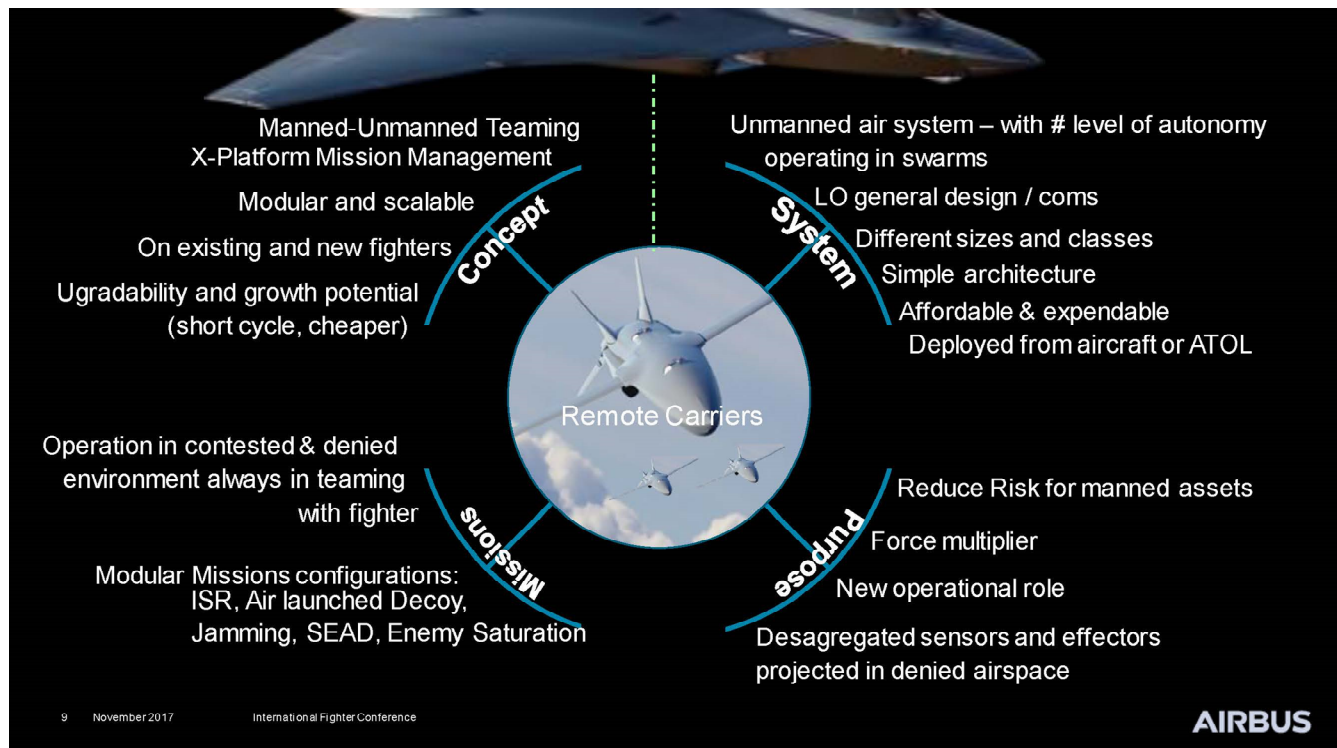 Manned-Unmanned Teaming
X-Platform Mission Management
Modular and scalable
On existing and new fighters
Ugradability and growth potential
(short cycle, cheaper)
Concept
Unmanned air system – with # level of autonomy
operating in swarms
LO general design / coms
Different sizes and classes
Simple architecture
Affordable & expendable
Deployed from aircraft or ATOL
System
Remote Carriers
Operation in contested & denied
environment always in teaming
with fighter
Modular Missions configurations:
ISR, Air launched Decoy,
Jamming, SEAD, Enemy Saturation
Missions
Reduce Risk for manned assets
Force multiplier
New operational role
Desagregated sensors and effectors
projected in denied airspace
Purpose
9 November 2017 International Fighter Conference
AIRBUS